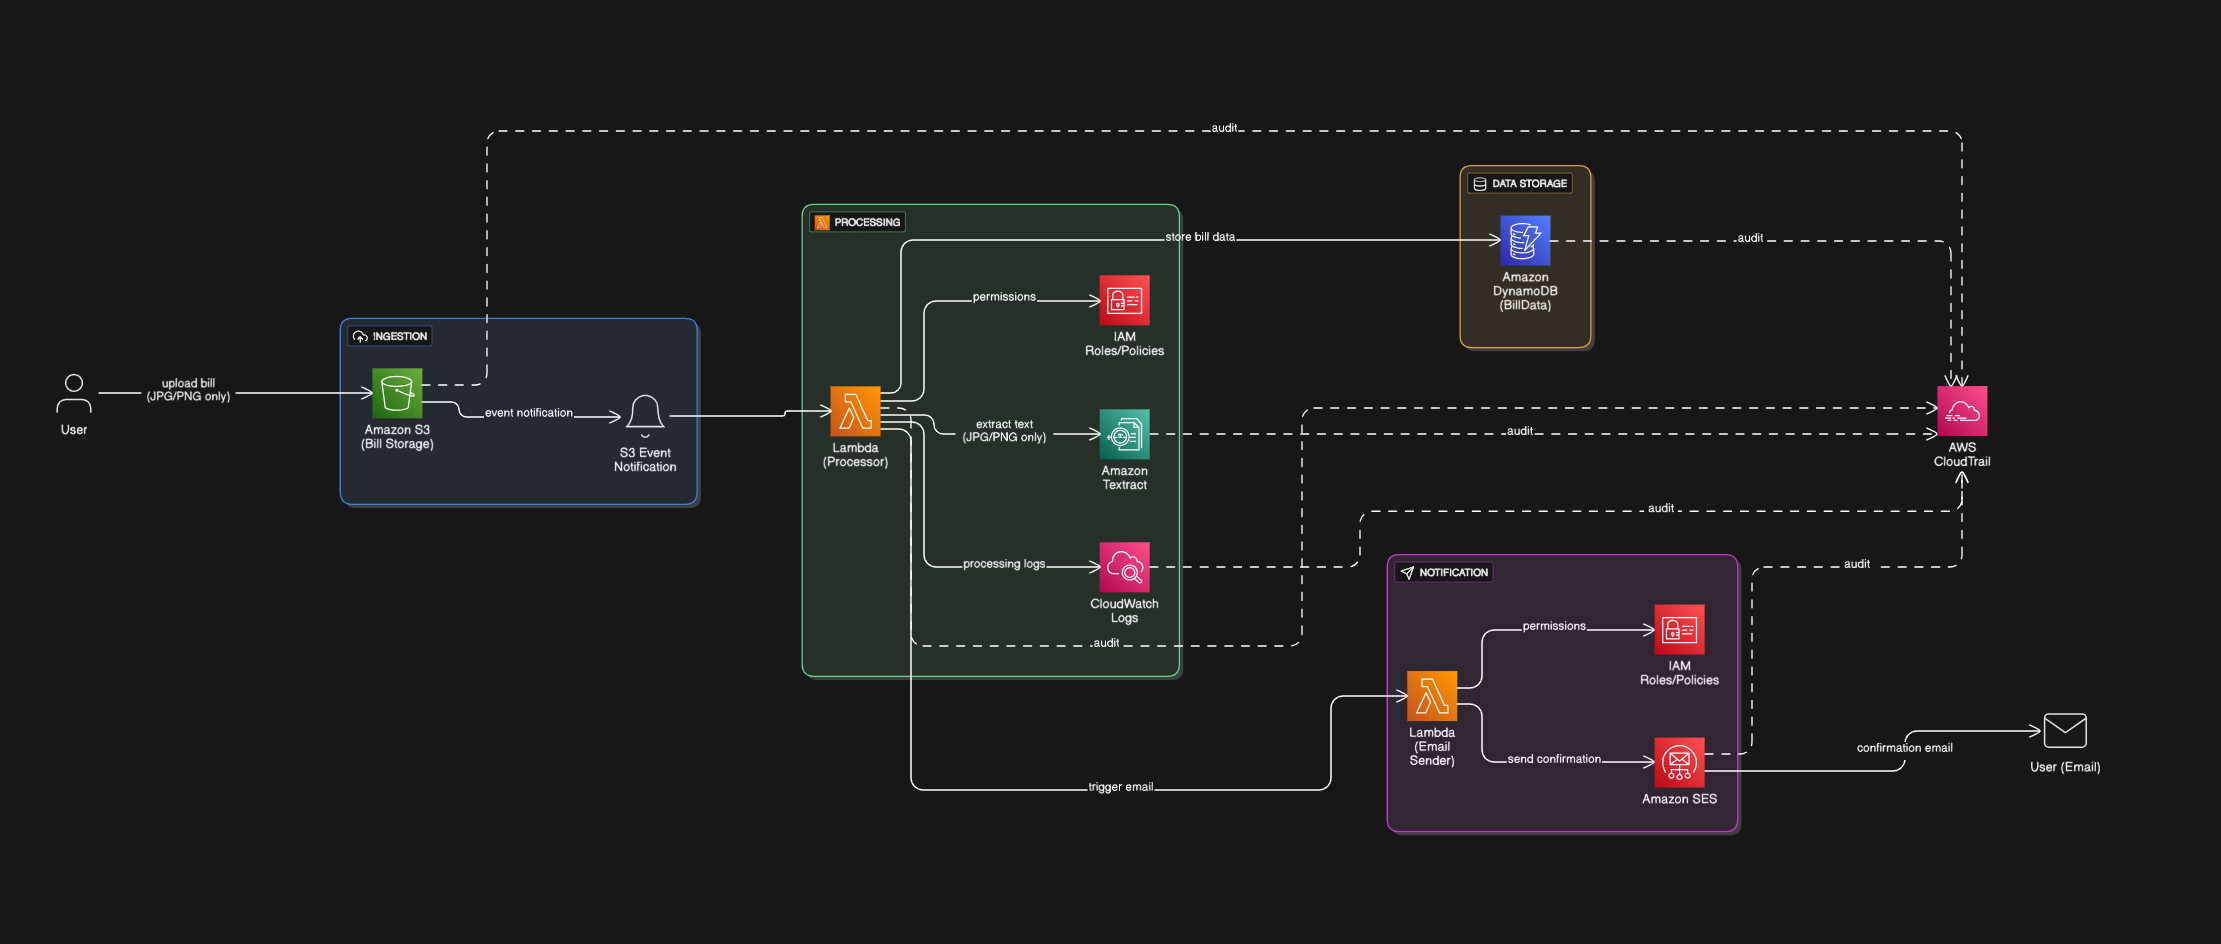 audit
DATA STORAGE
PROCESSING
store bill data
audit
Amazon
DynamoDB
(BillData)
permissions
IAM
Roles/Policies
INGESTION
upload bill
(JPG/PNG only)
User
Amazon S3
(Bill Storage)
event notification
S3 Event
Notification
Lambda
(Processor)
extract text
(JPG/PNG only)
Amazon
Textract
audit
AWS
CloudTrail
audit
processing logs
CloudWatch
Logs
audit
audit
NOTIFICATION
permissions
IAM
Roles/Policies
Lambda
(Email
Sender)
send confirmation
Amazon SES
confirmation email
User (Email)
trigger email